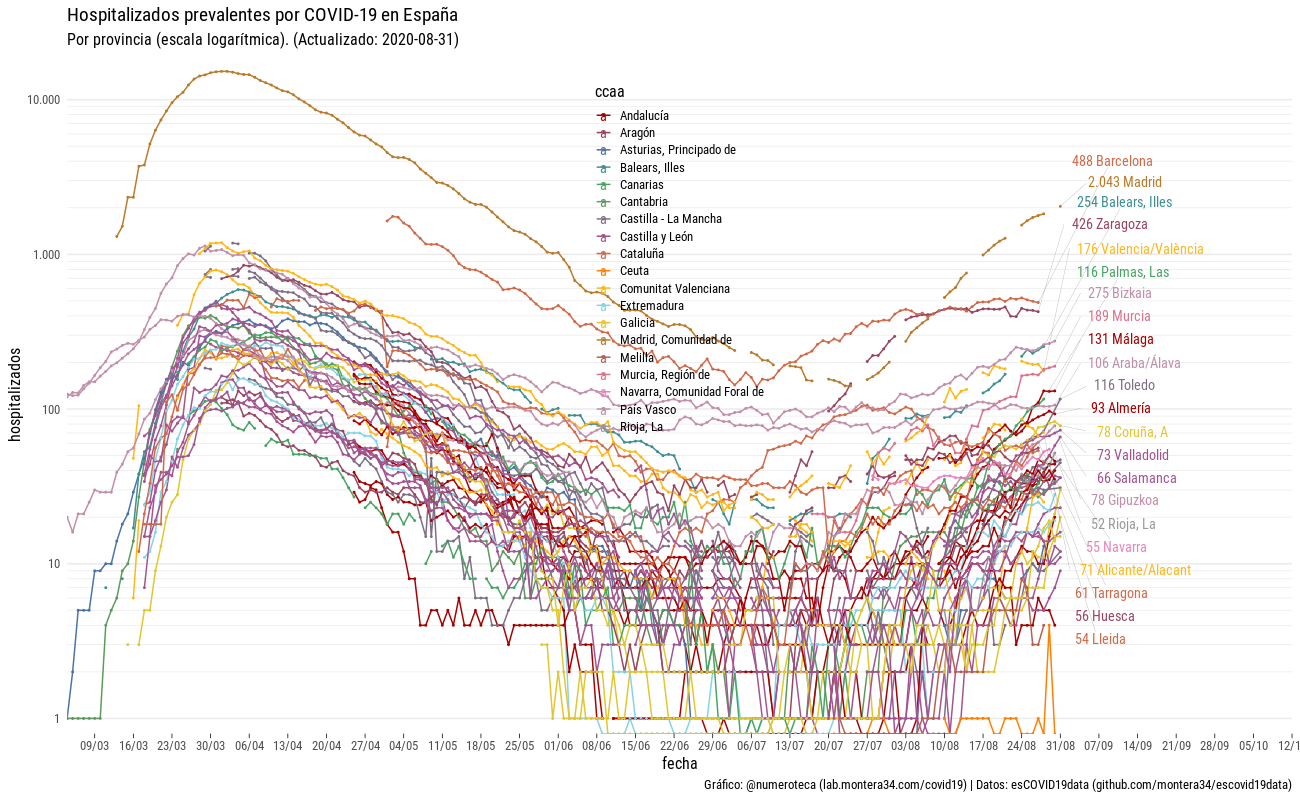 Hospitalizados prevalentes por COVID-19 en España
Por provincia (escala logarítmica). (Actualizado: 2020-08-31)
hospitalizados
10.000
1.000
100
10
1
ccaa
Andalucía
Aragón
Asturias, Principado de
Balears, Illes
Canarias
Cantabria
Castilla - La Mancha
Castilla y León
Cataluña
Ceuta
Comunitat Valenciana
Extremadura
Galicia
Madrid, Comunidad de
Melilla
Murcia, Región de
Navarra, Comunidad Foral de
País Vasco
Rioja, La
488 Barcelona
2.043 Madrid
254 Balears, Illes
426 Zaragoza
176 Valencia/València
116 Palmas, Las
275 Bizkaia
189 Murcia
131 Málaga
106 Araba/Álava
116 Toledo
93 Almería
78 Coruña, A
73 Valladolid
66 Salamanca
78 Gipuzkoa
52 Rioja, La
55 Navarra
71 Alicante/Alacant
61 Tarragona
56 Huesca
54 Lleida
09/03 16/03 23/03 30/03 06/04 13/04 20/04 27/04 04/05 11/05 18/05 25/05 01/06 08/06 15/06 22/06 29/06 06/07 13/07 20/07 27/07 03/08 10/08 17/08 24/08 31/08 07/09 14/09 21/09 28/09 05/10 12/1
fecha
Gráfico: @numeroteca (lab.montera34.com/covid19) | Datos: esCOVID19data (github.com/montera34/escovid19data)